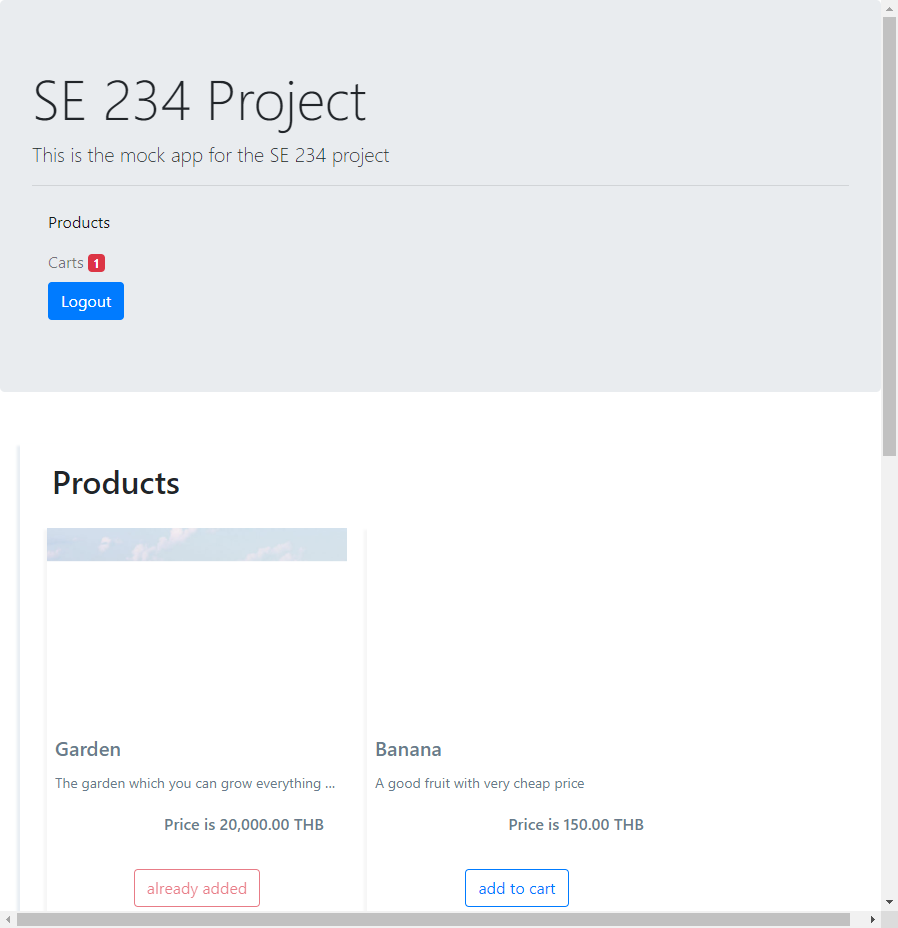 SE 234 Project
This is the mock app for the SE 234 project
Products
Carts 1
Logout
Products
Garden
The garden which you can grow everything ...
Price is 20,000.00 THB
already added
Banana
A good fruit with very cheap price
Price is 150.00 THB
add to cart